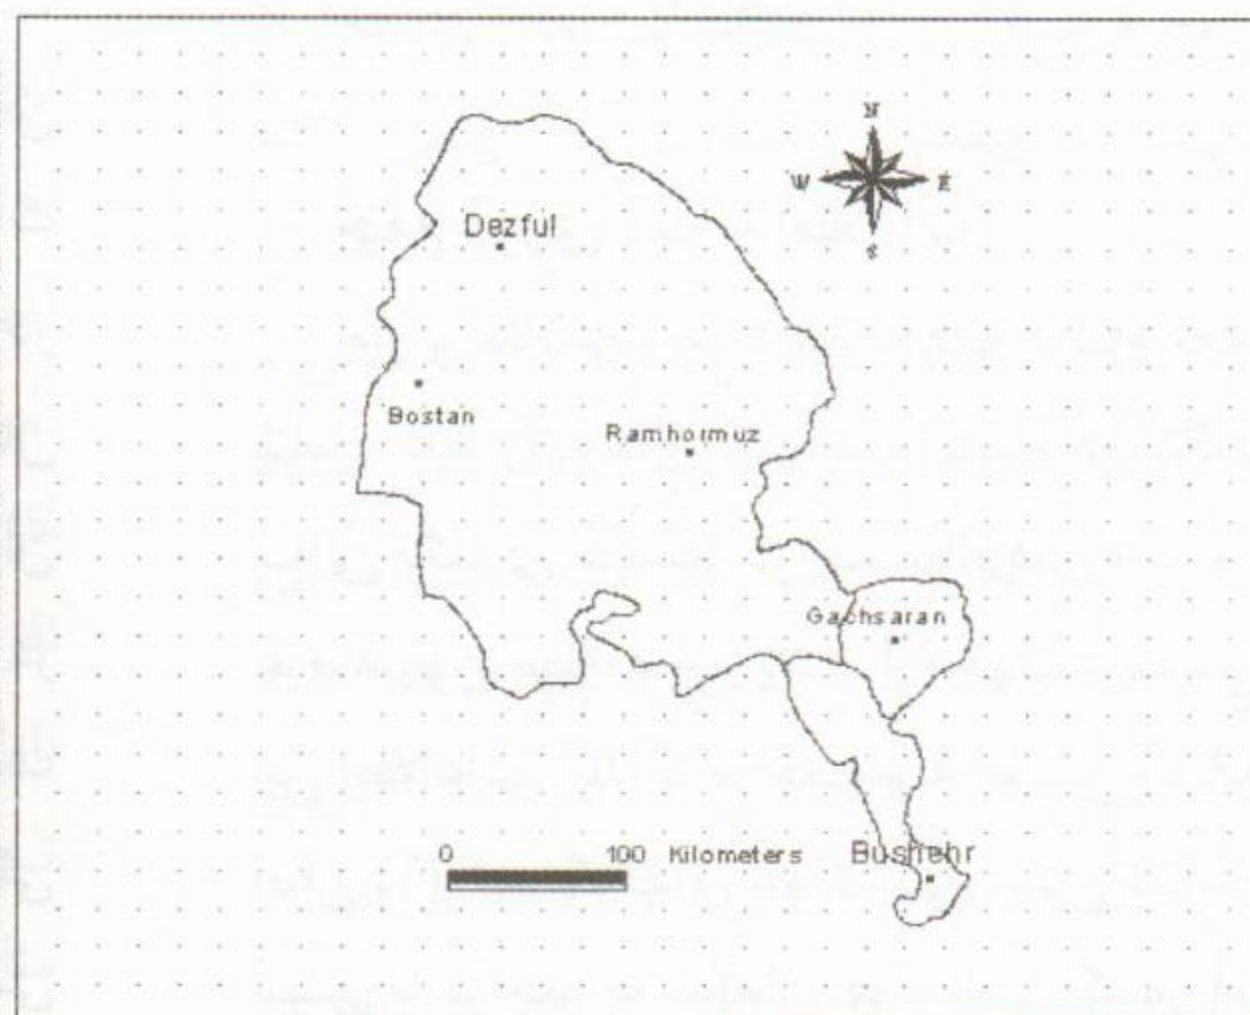 N
W E
S
Dezful
Bostan
Ramhormuz
Gachsaran
0 100 Kilometers
Bushehr